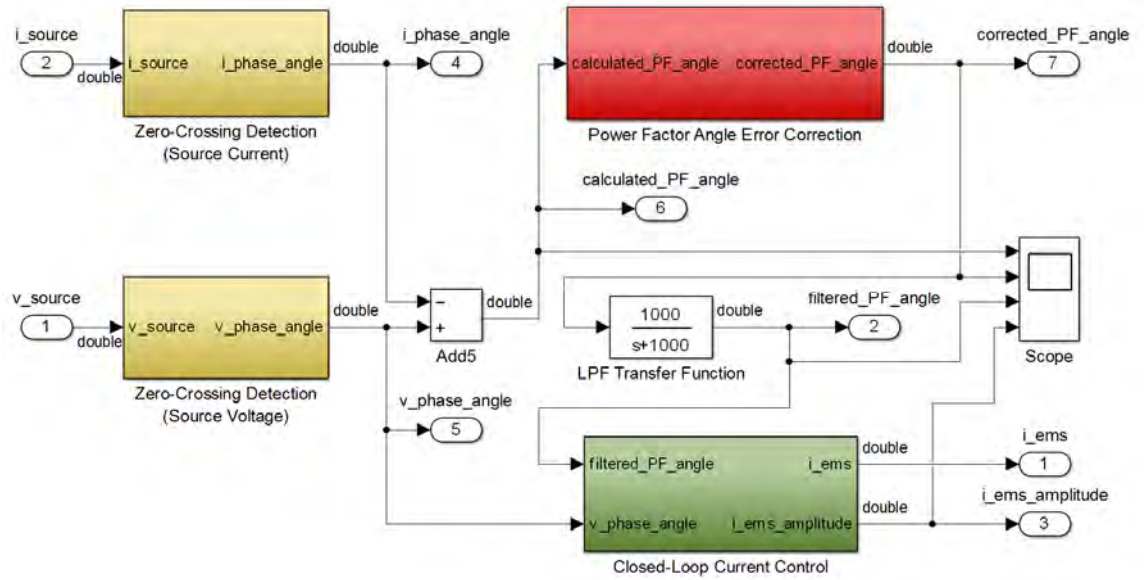 i_source
2
double
i_source
i_phase_angle
double
Zero-Crossing Detection
(Source Current)
i_phase_angle
4
calculated_PF_angle
corrected_PF_angle
double
Power Factor Angle Error Correction
corrected_PF_angle
7
calculated_PF_angle
6
v_source
1
double
v_source
v_phase_angle
double
Zero-Crossing Detection
(Source Voltage)
−
+
double
Add5
1000
s+1000
double
LPF Transfer Function
filtered_PF_angle
2
Scope
v_phase_angle
5
filtered_PF_angle
i_ems
double
v_phase_angle
i_ems_amplitude
double
Closed-Loop Current Control
i_ems
1
i_ems_amplitude
3